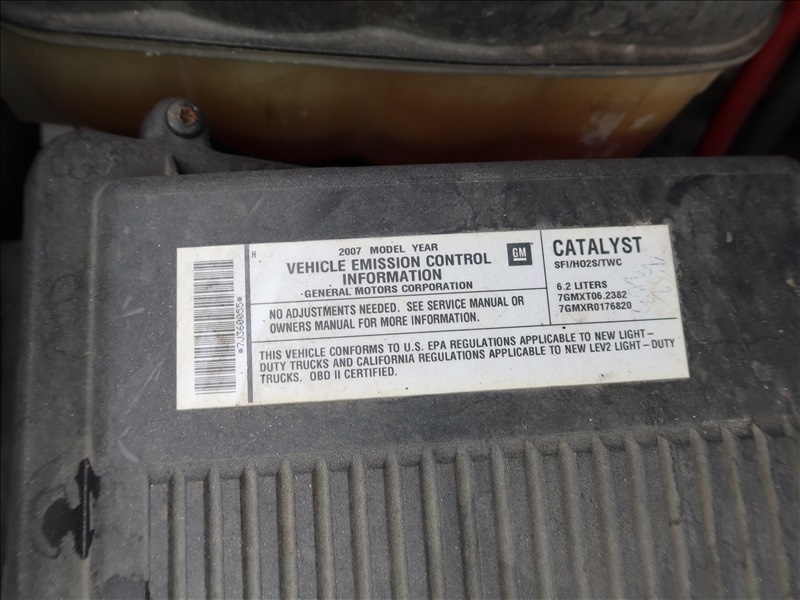 *7J360055*
H
2007 MODEL YEAR
VEHICLE EMISSION CONTROL
INFORMATION
GENERAL MOTORS CORPORATION
GM
NO ADJUSTMENTS NEEDED. SEE SERVICE MANUAL OR
OWNERS MANUAL FOR MORE INFORMATION.
CATALYST
SFI/HO2S/TWC
6.2 LITERS
7GMXT06.2382
7GMXR0176820
THIS VEHICLE CONFORMS TO U.S. EPA REGULATIONS APPLICABLE TO NEW LIGHT-
DUTY TRUCKS AND CALIFORNIA REGULATIONS APPLICABLE TO NEW LEV2 LIGHT-DUTY
TRUCKS. OBD II CERTIFIED.